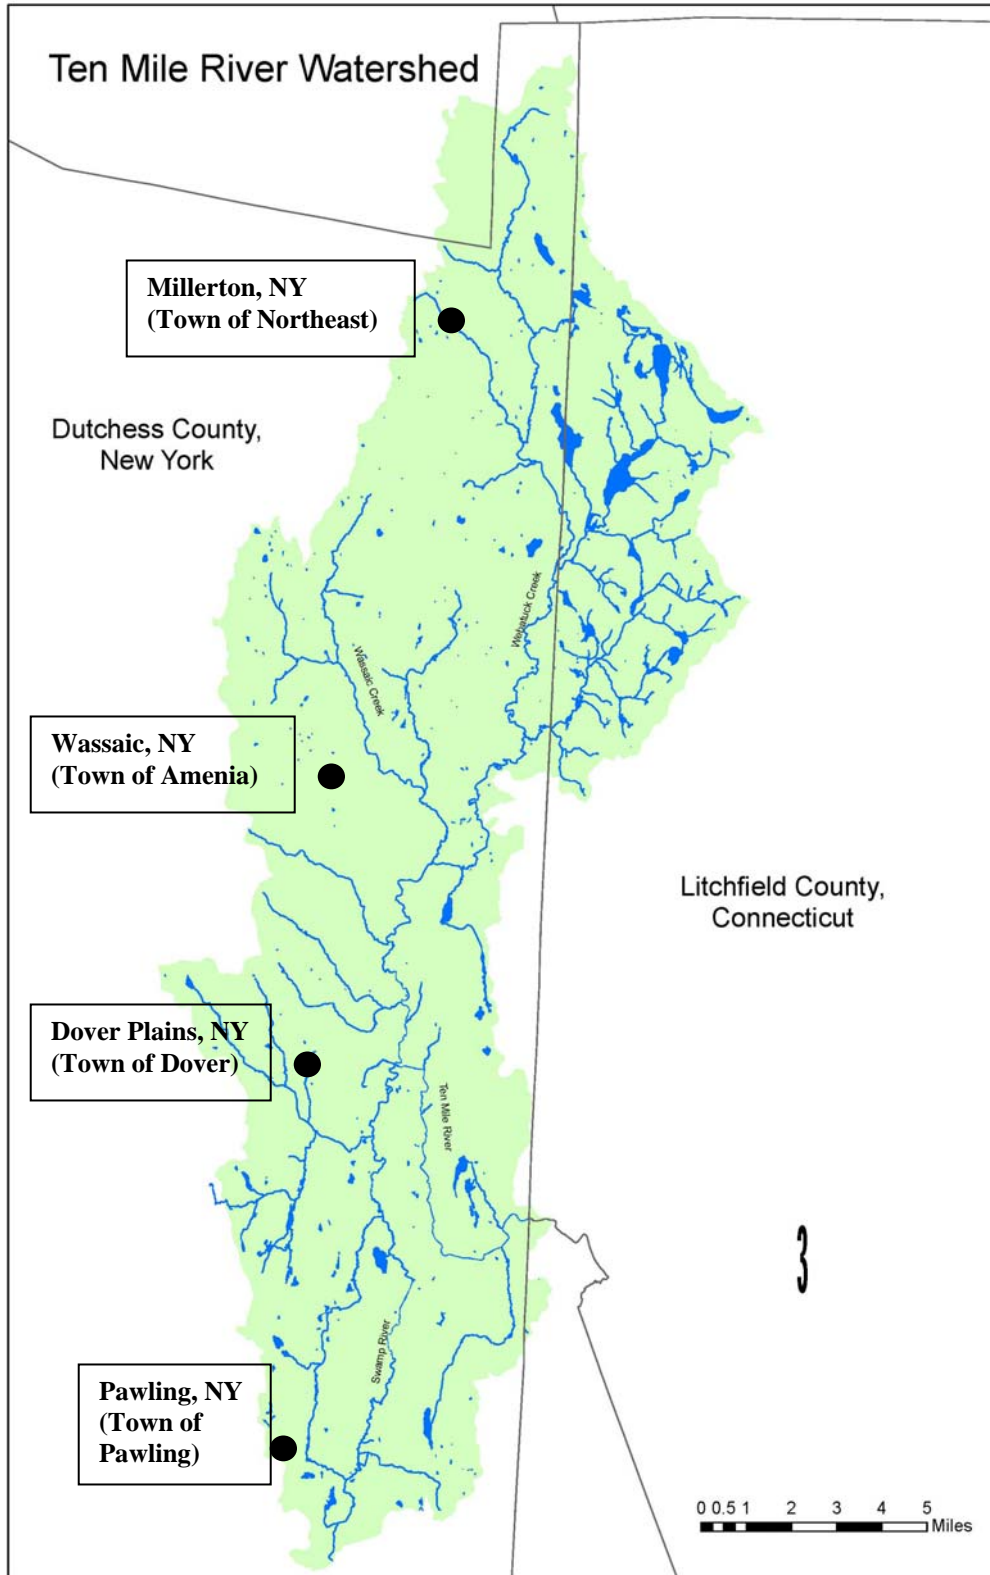 Ten Mile River Watershed
Millerton, NY
(Town of Northeast)
Dutchess County,
New York
Webatuck Creek
Wassaic Creek
Wassaic, NY
(Town of Amenia)
Litchfield County,
Connecticut
Dover Plains, NY
(Town of Dover)
Ten Mile River
3
Swamp River
Pawling, NY
(Town of
Pawling)
0 0.5 1 2 3 4 5
Miles